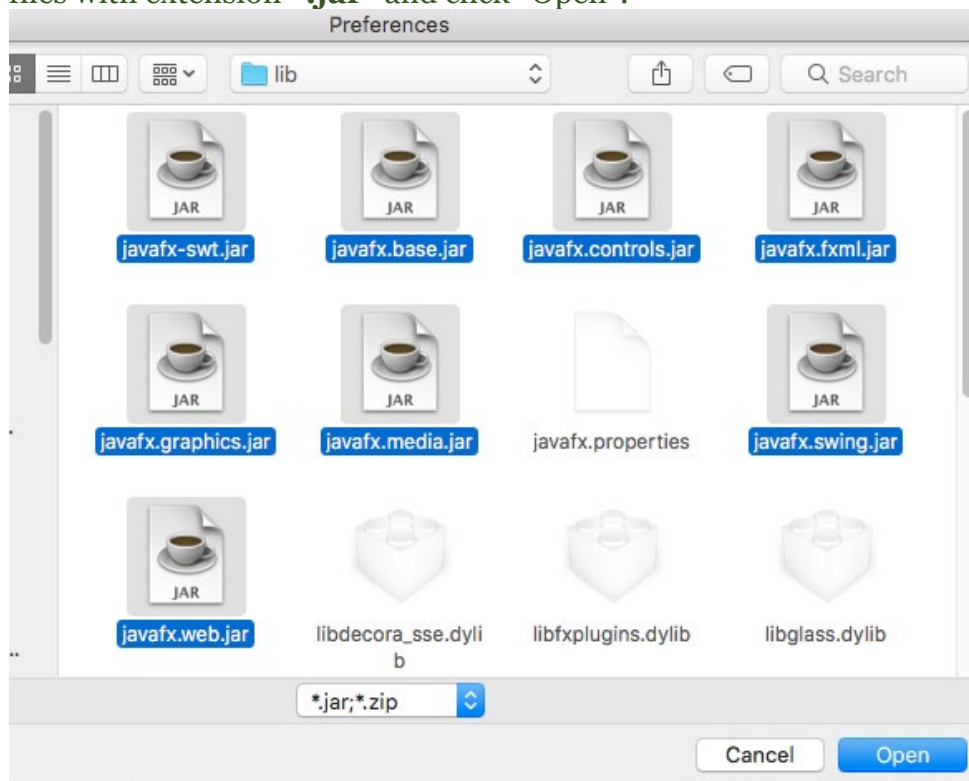 files with extension ".jar" and click "Open".
Preferences
lib
Search
JAR JAR JAR JAR
javafx-swt.jar javafx.base.jar javafx.controls.jar javafx.fxml.jar
JAR JAR JAR
javafx.graphics.jar javafx.media.jar javafx.properties javafx.swing.jar
JAR
javafx.web.jar libdecora_sse.dyli libfxplugins.dylib libglass.dylib
b
*.jar;*.zip
Cancel Open